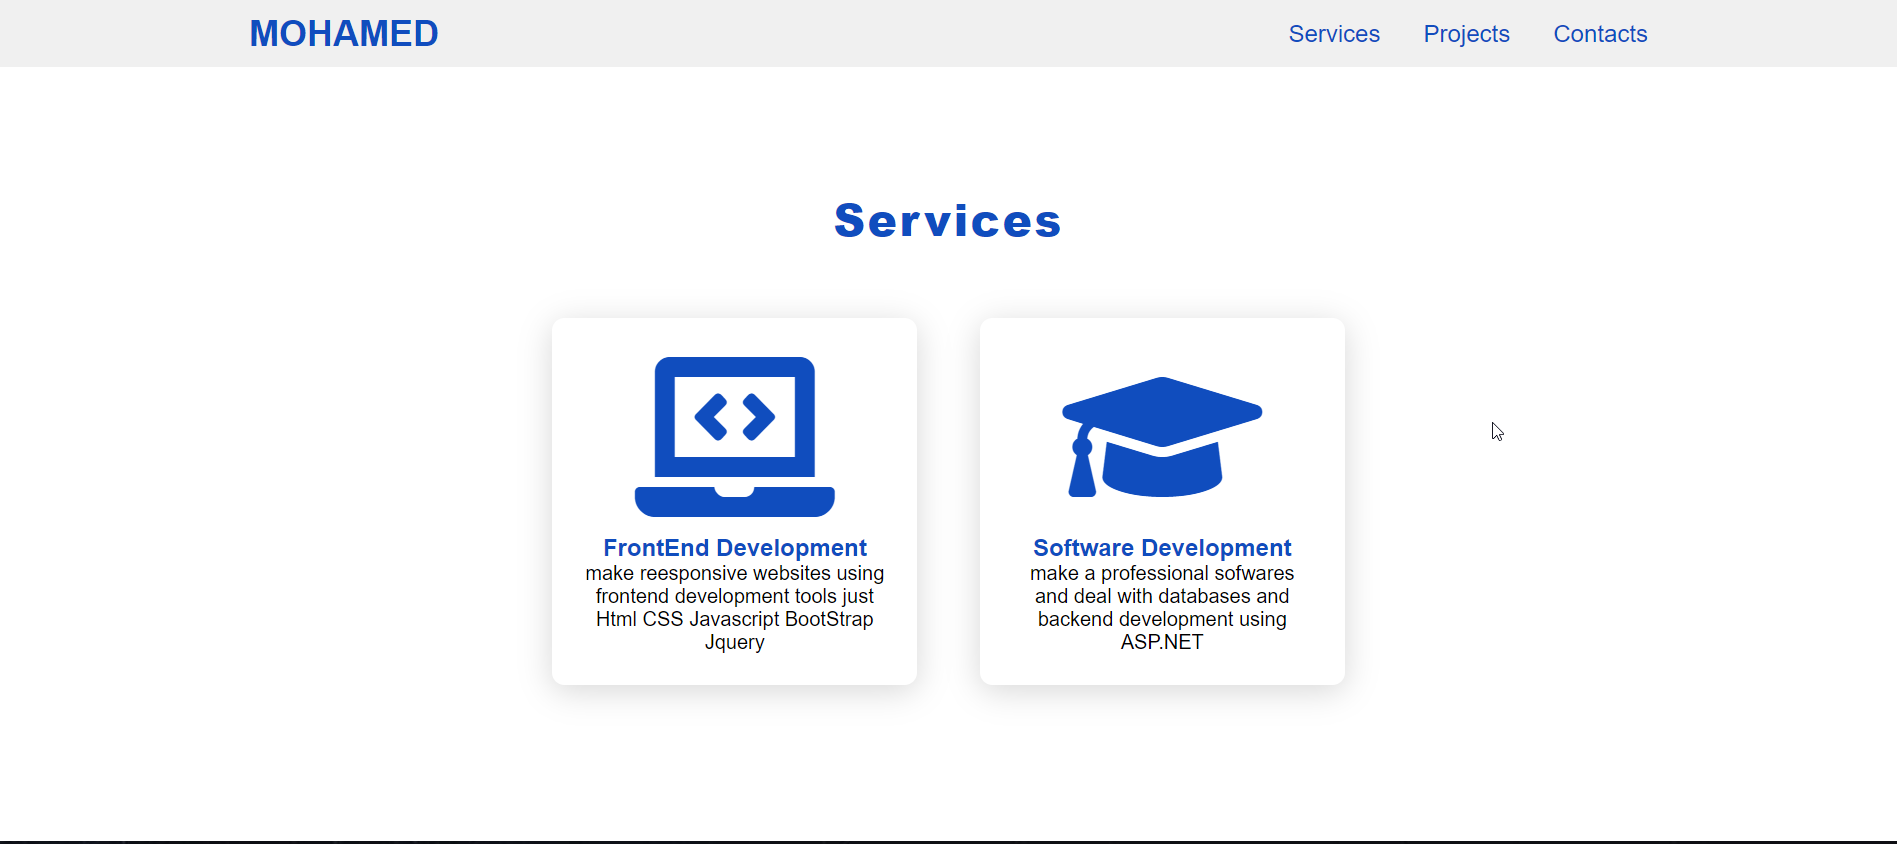 MOHAMED
Services Projects Contacts
Services
FrontEnd Development
make reesponsive websites using
frontend development tools just
Html CSS Javascript BootStrap
Jquery
Software Development
make a professional sofwares
and deal with databases and
backend development using
ASP.NET